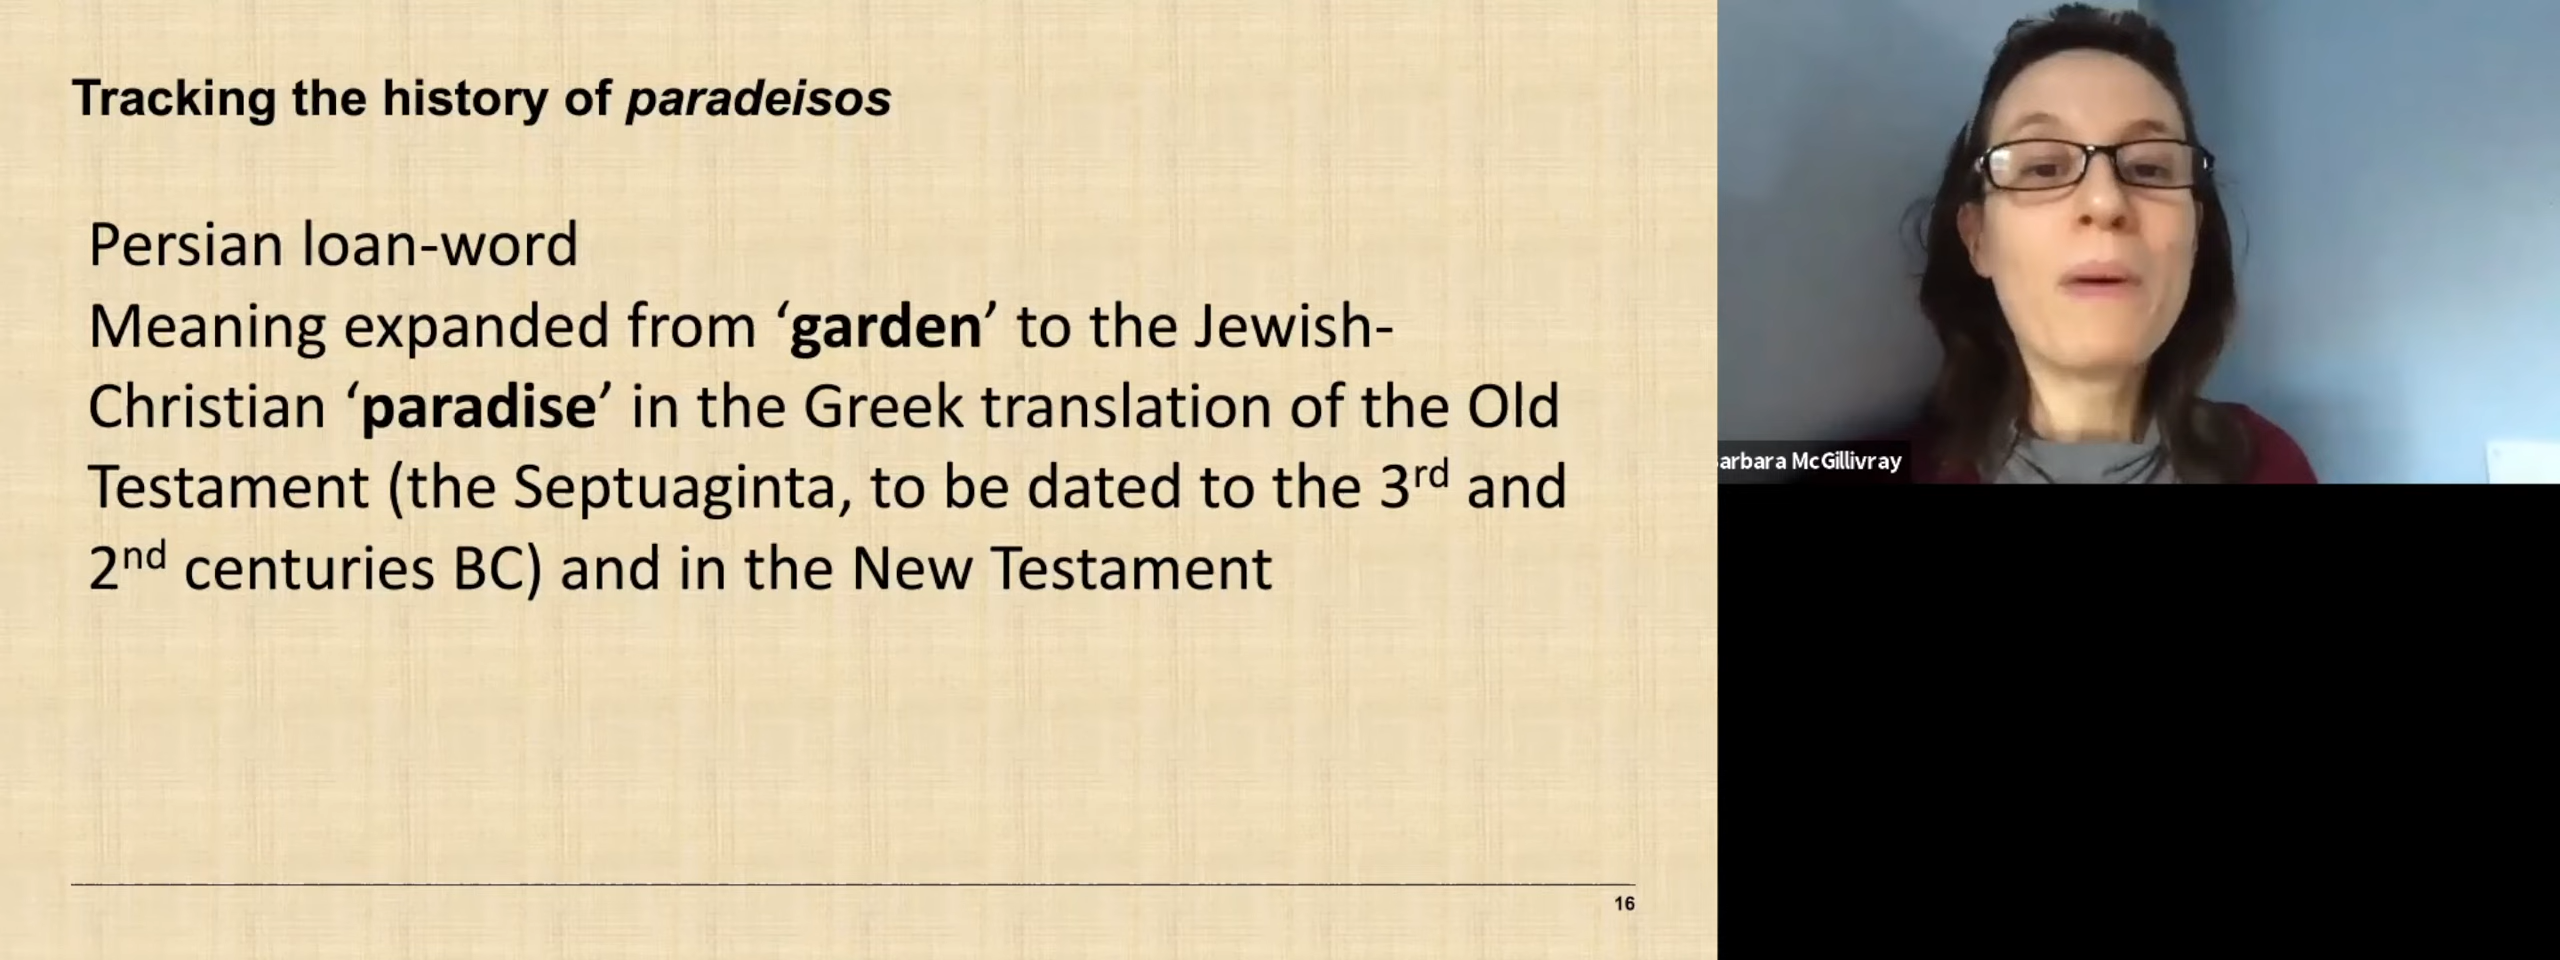 Tracking the history of paradeisos
Persian loan-word
Meaning expanded from ‘garden’ to the Jewish-
Christian ‘paradise’ in the Greek translation of the Old
Testament (the Septuaginta, to be dated to the 3rd and
2nd centuries BC) and in the New Testament
16
arbara McGillivray